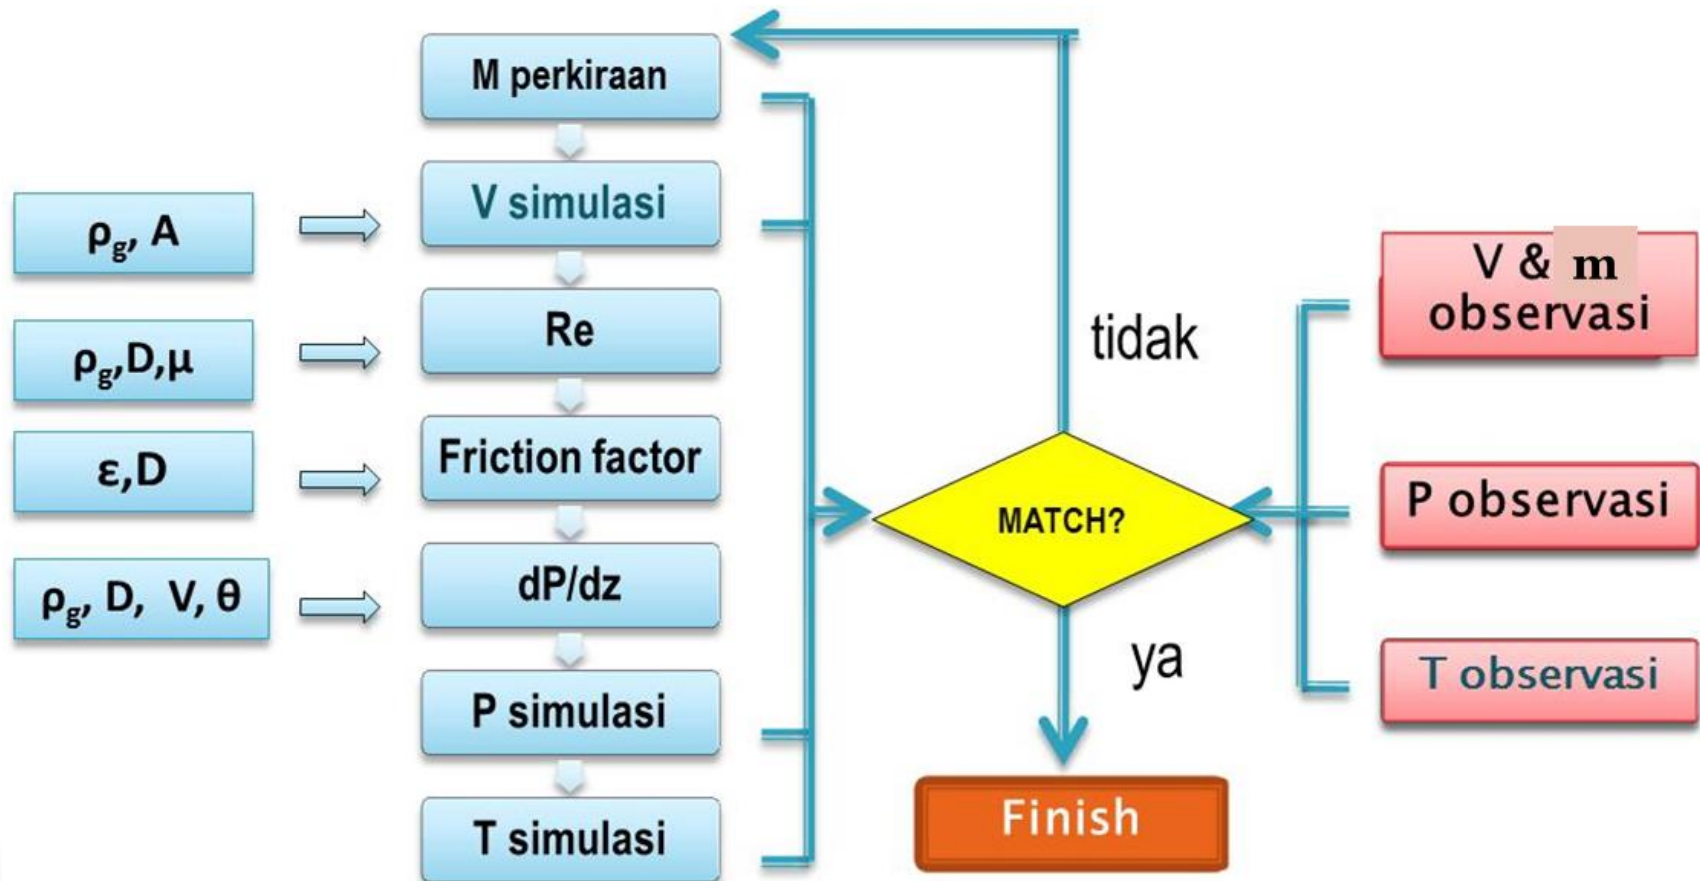 M perkiraan
V simulasi
Re
Friction factor
dP/dz
P simulasi
T simulasi
ρg, A
ρg,D,μ
ε,D
ρg, D, V, θ
tidak
MATCH?
ya
Finish
V & m
observasi
P observasi
T observasi